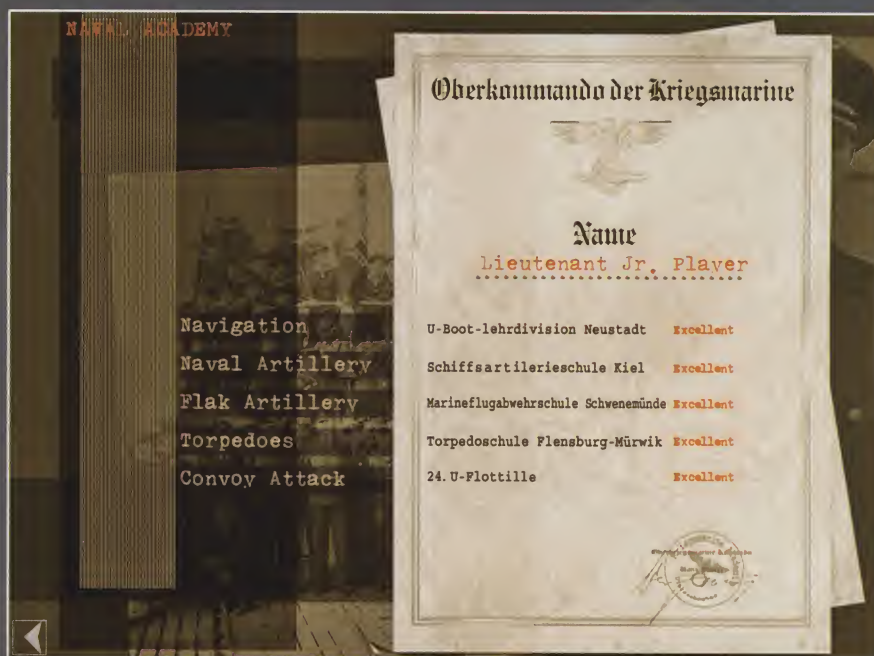 NAVAL ACADEMY
Oberkommando der Kriegsmarine
Name
Lieutenant Jr. Player
Navigation
Naval Artillery
Flak Artillery
Torpedoes
Convoy Attack
U-Boot-lehrdivision Neustadt Excellent
Schiffsartilerieschule Kiel Excellent
Marineflugabwehrschule Schwenemünde Excellent
Torpedoschule Flensburg-Mürwik Excellent
24. U-Flottille Excellent